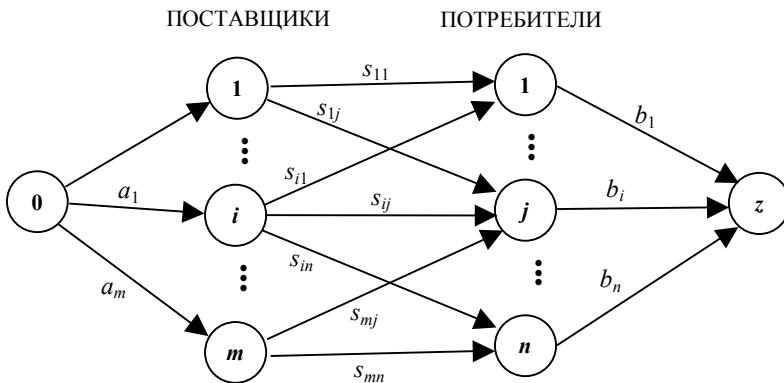 ПОСТАВЩИКИ ПОТРЕБИТЕЛИ
1 s11 1
s1j b1
si1
0 a1 i sij j bi z
sin
am smj bn
m smn n